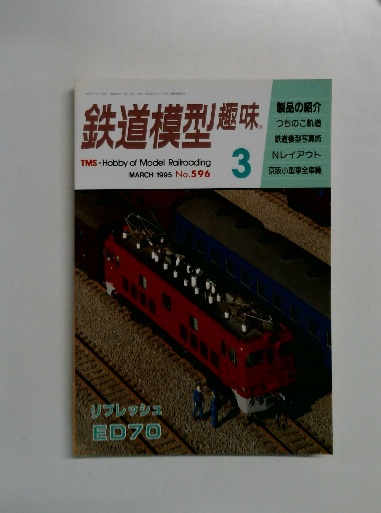 鉄道模型趣味
TMS・Hobby of Model Railroading
MARCH 1995 No.596
3
製品の紹介
つちのこ軌道
鉄道模型写真術
Nレイアウト
京阪小型車全車輛
リフレッシュ
ED70